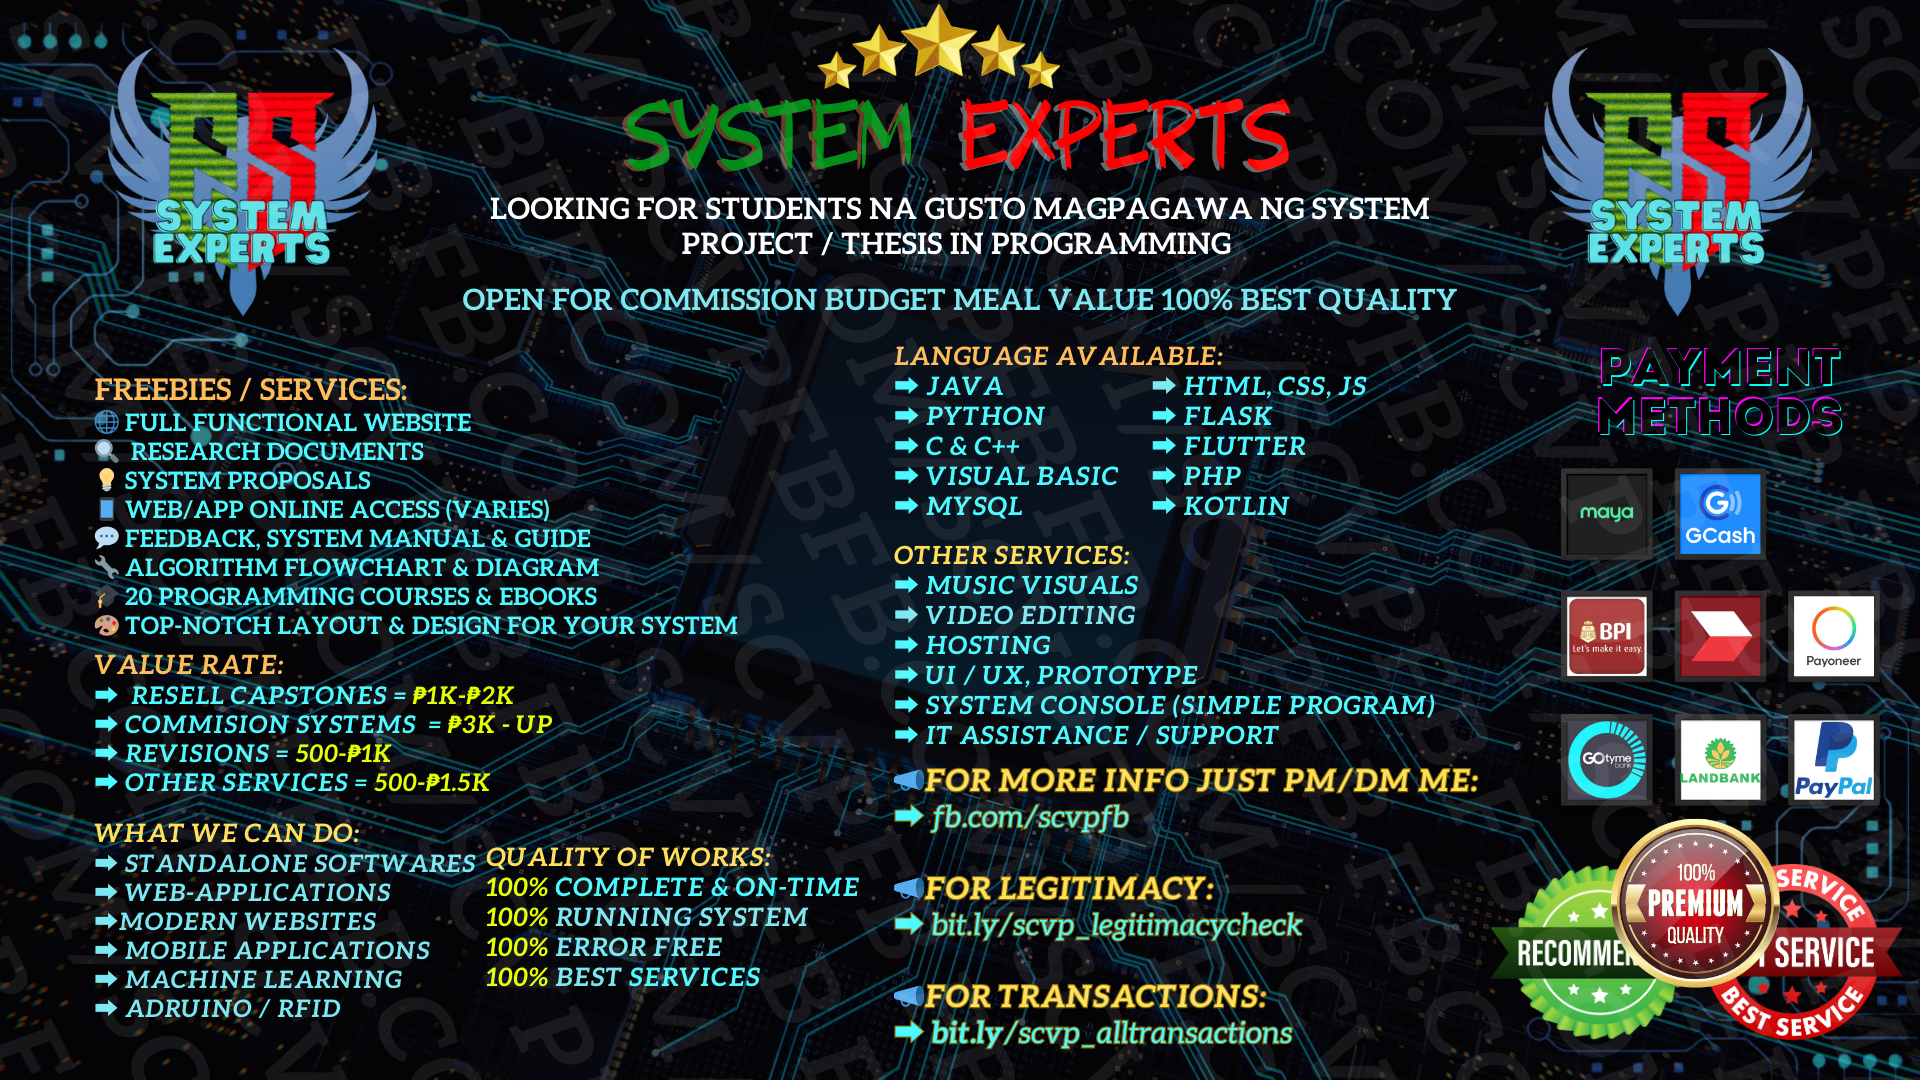 SYSTEM EXPERTS
SYSTEM
EXPERTS
SYSTEM
EXPERTS
LOOKING FOR STUDENTS NA GUSTO MAGPAGAWA NG SYSTEM
PROJECT / THESIS IN PROGRAMMING
OPEN FOR COMMISSION BUDGET MEAL VALUE 100% BEST QUALITY
FREEBIES / SERVICES:
FULL FUNCTIONAL WEBSITE
RESEARCH DOCUMENTS
SYSTEM PROPOSALS
WEB/APP ONLINE ACCESS (VARIES)
FEEDBACK, SYSTEM MANUAL & GUIDE
ALGORITHM FLOWCHART & DIAGRAM
20 PROGRAMMING COURSES & EBOOKS
TOP-NOTCH LAYOUT & DESIGN FOR YOUR SYSTEM
VALUE RATE:
➡ RESELL CAPSTONES = ₱1K-₱2K
➡ COMMISION SYSTEMS = ₱3K - UP
➡ REVISIONS = 500-₱1K
➡ OTHER SERVICES = 500-₱1.5K
WHAT WE CAN DO:
➡ STANDALONE SOFTWARES
➡ WEB-APPLICATIONS
➡MODERN WEBSITES
➡ MOBILE APPLICATIONS
➡ MACHINE LEARNING
➡ ADRUINO / RFID
QUALITY OF WORKS:
100% COMPLETE & ON-TIME
100% RUNNING SYSTEM
100% ERROR FREE
100% BEST SERVICES
LANGUAGE AVAILABLE:
➡ JAVA
➡ PYTHON
➡ C & C++
➡ VISUAL BASIC
➡ MYSQL
➡ HTML, CSS, JS
➡ FLASK
➡ FLUTTER
➡ PHP
➡ KOTLIN
OTHER SERVICES:
➡ MUSIC VISUALS
➡ VIDEO EDITING
➡ HOSTING
➡ UI / UX, PROTOTYPE
➡ SYSTEM CONSOLE (SIMPLE PROGRAM)
➡ IT ASSISTANCE / SUPPORT
FOR MORE INFO JUST PM/DM ME:
➡ fb.com/scvpfb
FOR LEGITIMACY:
➡ bit.ly/scvp_legitimacycheck
FOR TRANSACTIONS:
➡ bit.ly/scvp_alltransactions
PAYMENT
METHODS
maya
GCash
BPI
Let's make it easy.
Payoneer
GOtyme
bank
LANDBANK
PayPal
100%
PREMIUM
QUALITY
SERVICE
SERVICE
BEST SERVICE